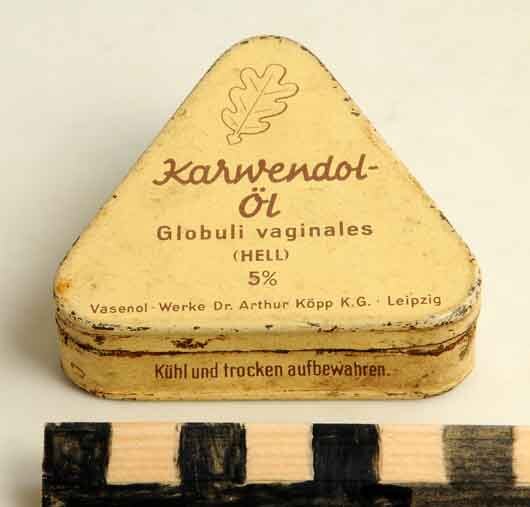 Karwendol-
Öl
Globuli vaginales
(HELL)
5%
Vasenol-Werke Dr. Arthur Köpp K.G. · Leipzig
Kühl und trocken aufbewahren.